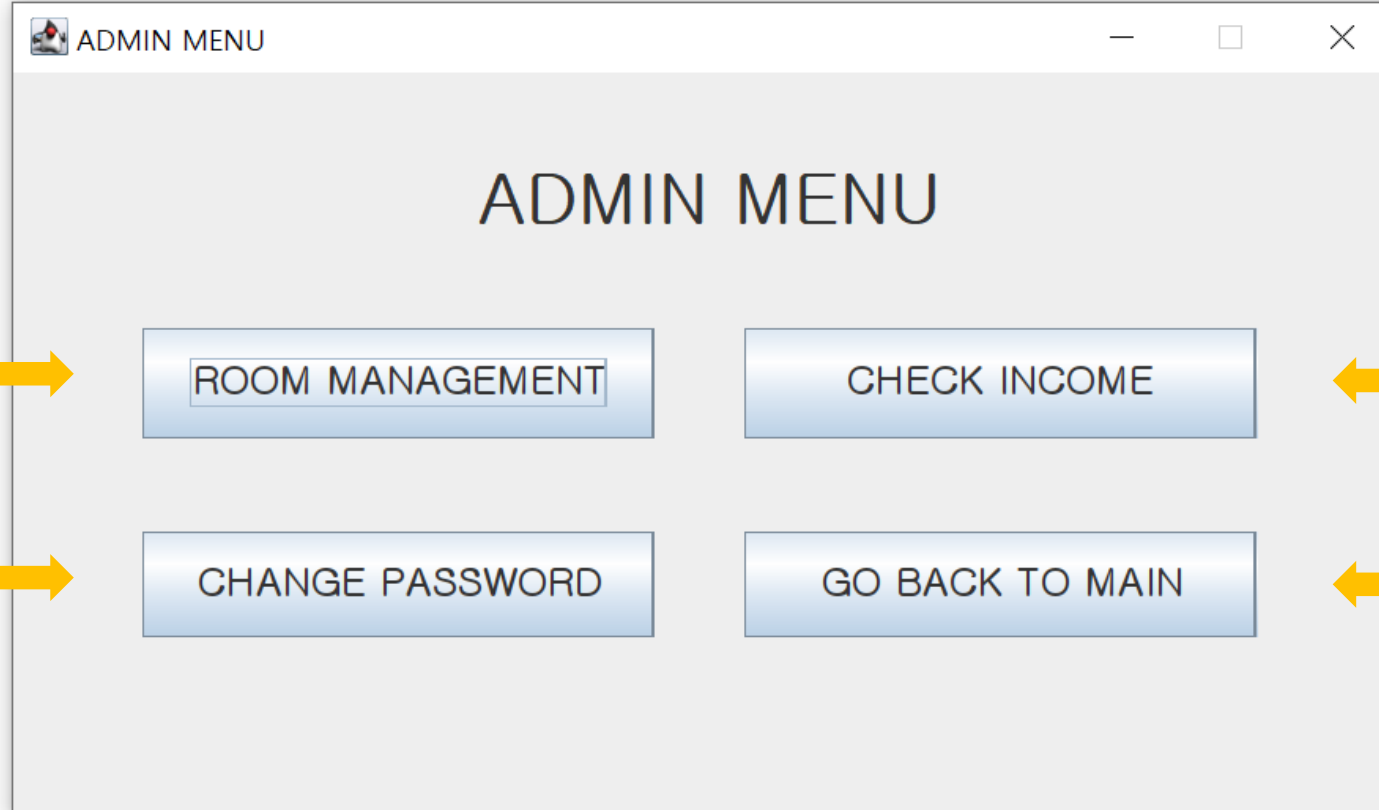 ADMIN MENU
ADMIN MENU
ROOM MANAGEMENT
CHECK INCOME
CHANGE PASSWORD
GO BACK TO MAIN